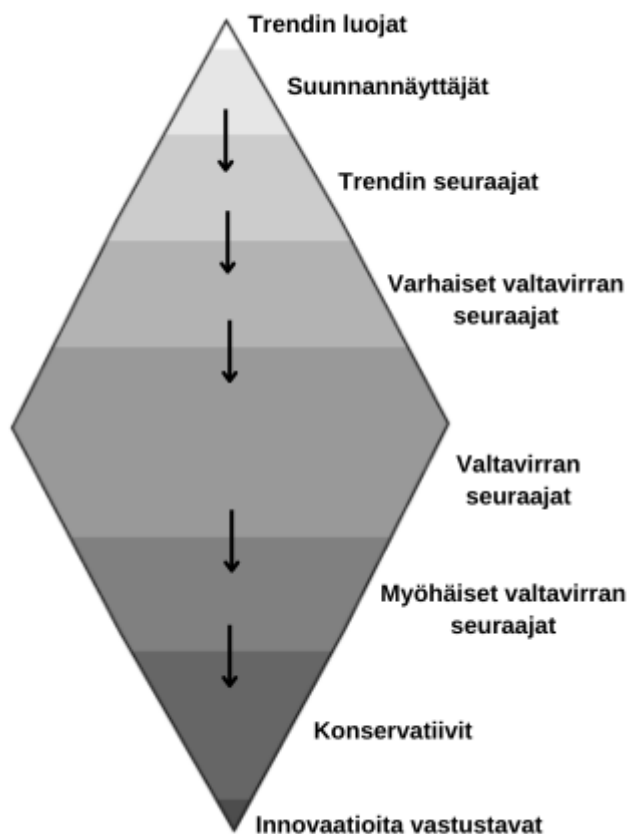 Trendin luojat
Suunnannäyttäjät
Trendin seuraajat
Varhaiset valtavirran
seuraajat
Valtavirran
seuraajat
Myöhäiset valtavirran
seuraajat
Konservatiivit
Innovaatioita vastustavat